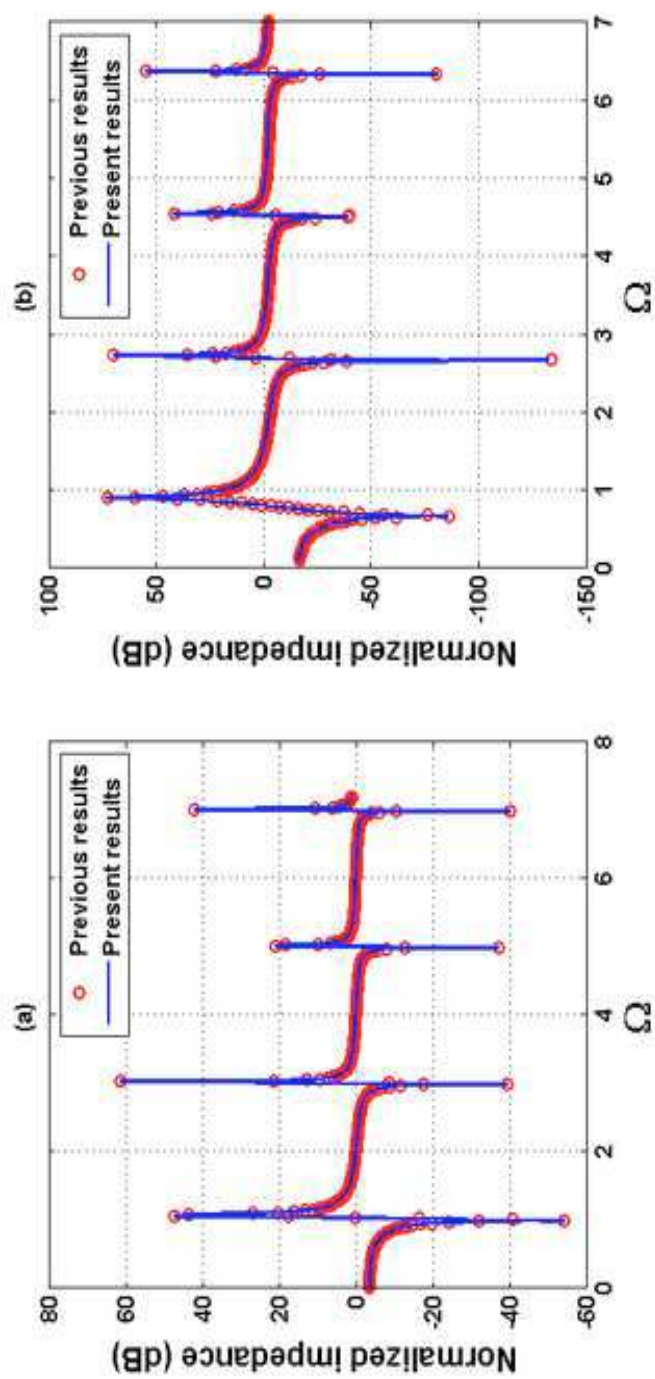 (a)
Previous results
Present results
Normalized impedance (dB)
80
60
40
20
0
-20
-40
-60
0
2
4
6
8
Ω
(b)
Previous results
Present results
Normalized impedance (dB)
100
50
0
-50
-100
-150
0
1
2
3
4
5
6
7
Ω